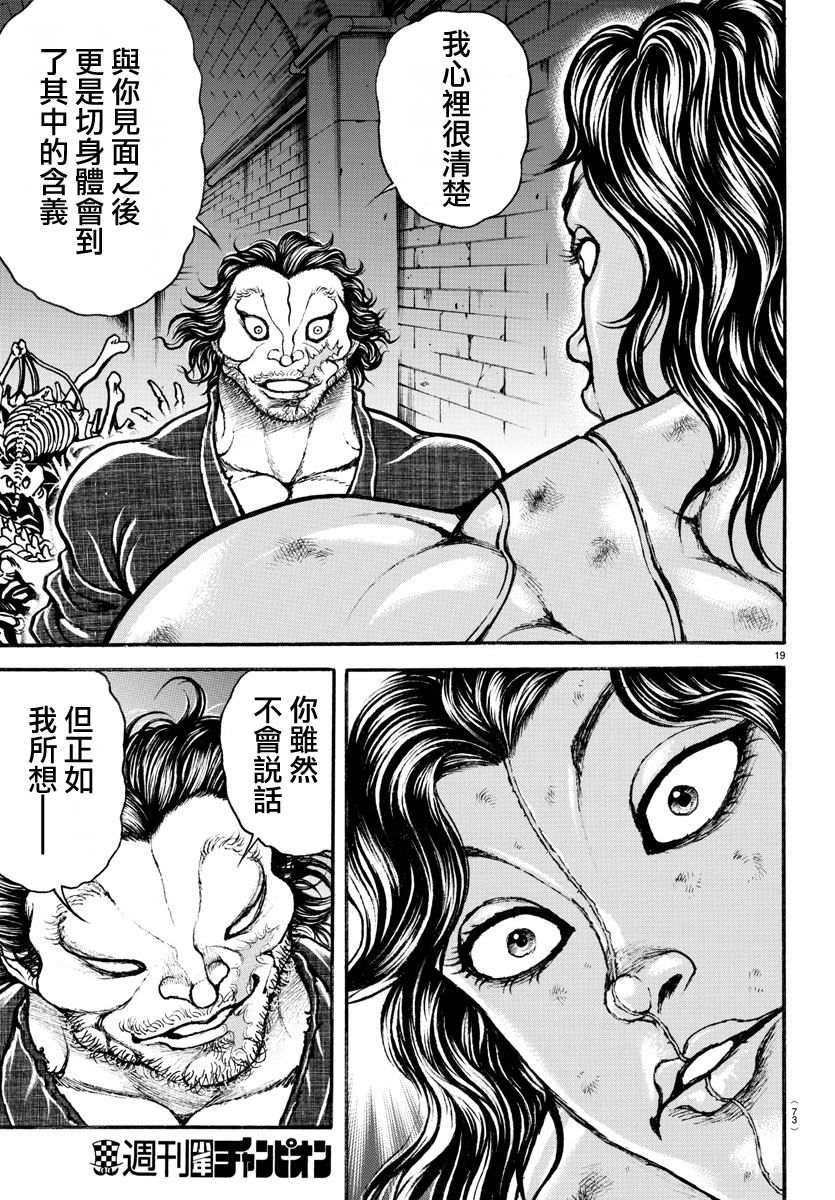 我心裡很清楚
與你見面之後
更是切身體會到
了其中的含義
19
你雖然
不會説話
但正如
我所想——
(73)
週刊少年チャンピオン